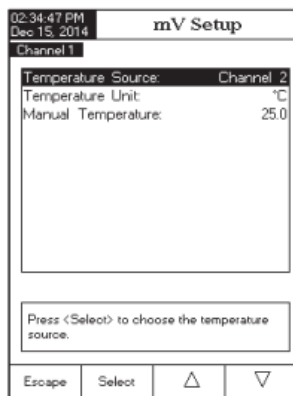 02:34:47 PM
Dec 15, 2014
mV Setup
Channel 1
Temperature Source: Channel 2
Temperature Unit: °C
Manual Temperature: 25.0
Press <Select> to choose the temperature
source.
Escape Select △ ▽